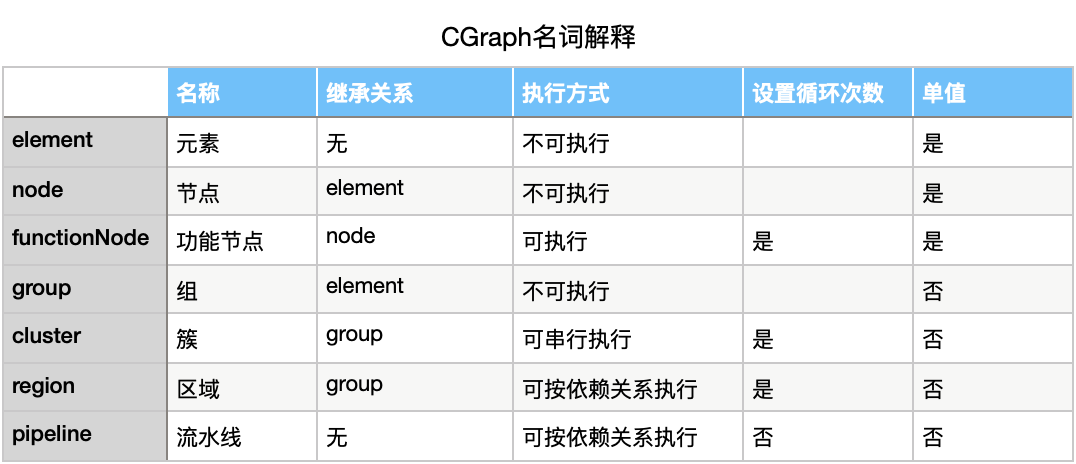 CGraph名词解释
名称 继承关系 执行方式 设置循环次数 单值
element 元素 无 不可执行 是
node 节点 element 不可执行 是
functionNode 功能节点 node 可执行 是 是
group 组 element 不可执行 否
cluster 簇 group 可串行执行 是 否
region 区域 group 可按依赖关系执行 是 否
pipeline 流水线 无 可按依赖关系执行 否 否